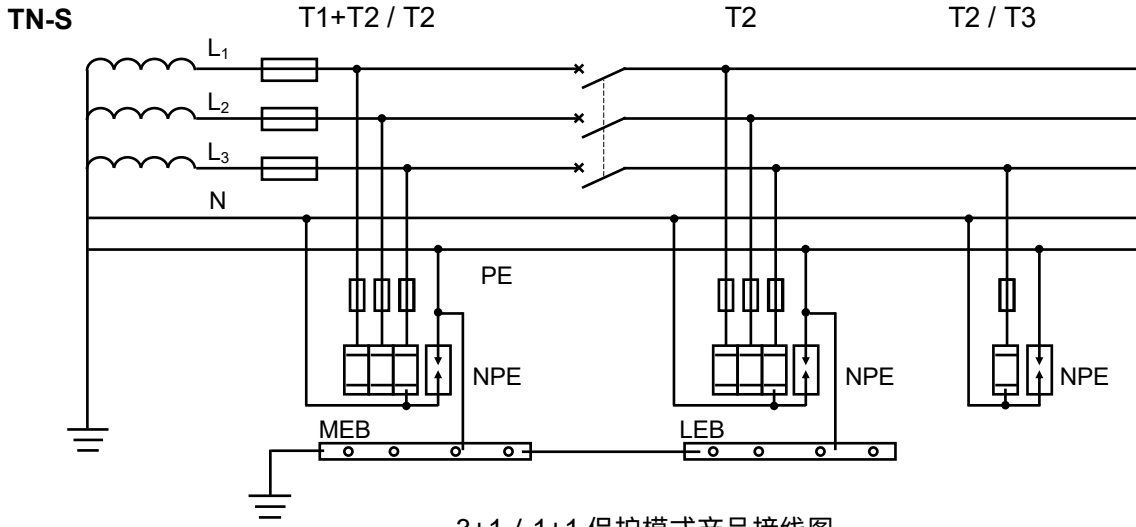 TN-S T1+T2 / T2 T2 T2 / T3
L₁
L₂
L₃
N
PE
NPE NPE NPE
MEB LEB
3+1 / 1+1 保护模式产品接线图